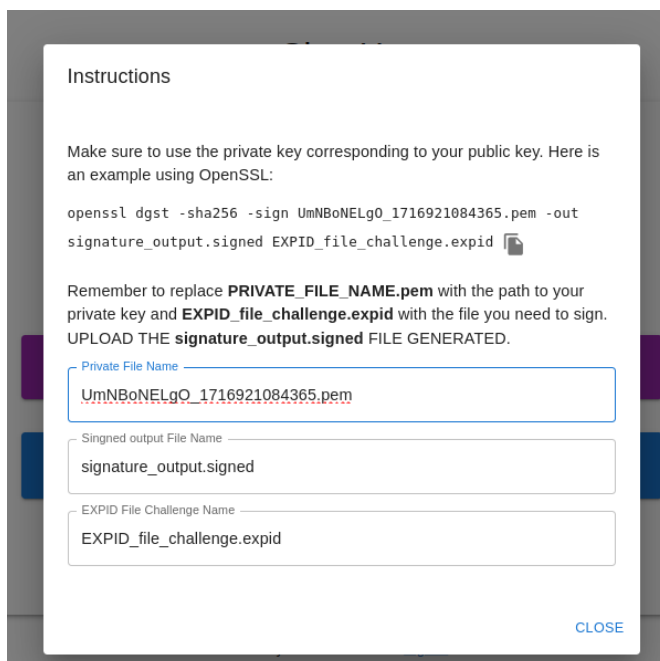 Instructions
Make sure to use the private key corresponding to your public key. Here is
an example using OpenSSL:
openssl dgst -sha256 -sign UmNBoNELgO_1716921084365.pem -out
signature_output.signed EXPID_file_challenge.expid
Remember to replace PRIVATE_FILE_NAME.pem with the path to your
private key and EXPID_file_challenge.expid with the file you need to sign.
UPLOAD THE signature_output.signed FILE GENERATED.
Private File Name
UmNBoNELgO_1716921084365.pem
Singned output File Name
signature_output.signed
EXPID File Challenge Name
EXPID_file_challenge.expid
CLOSE